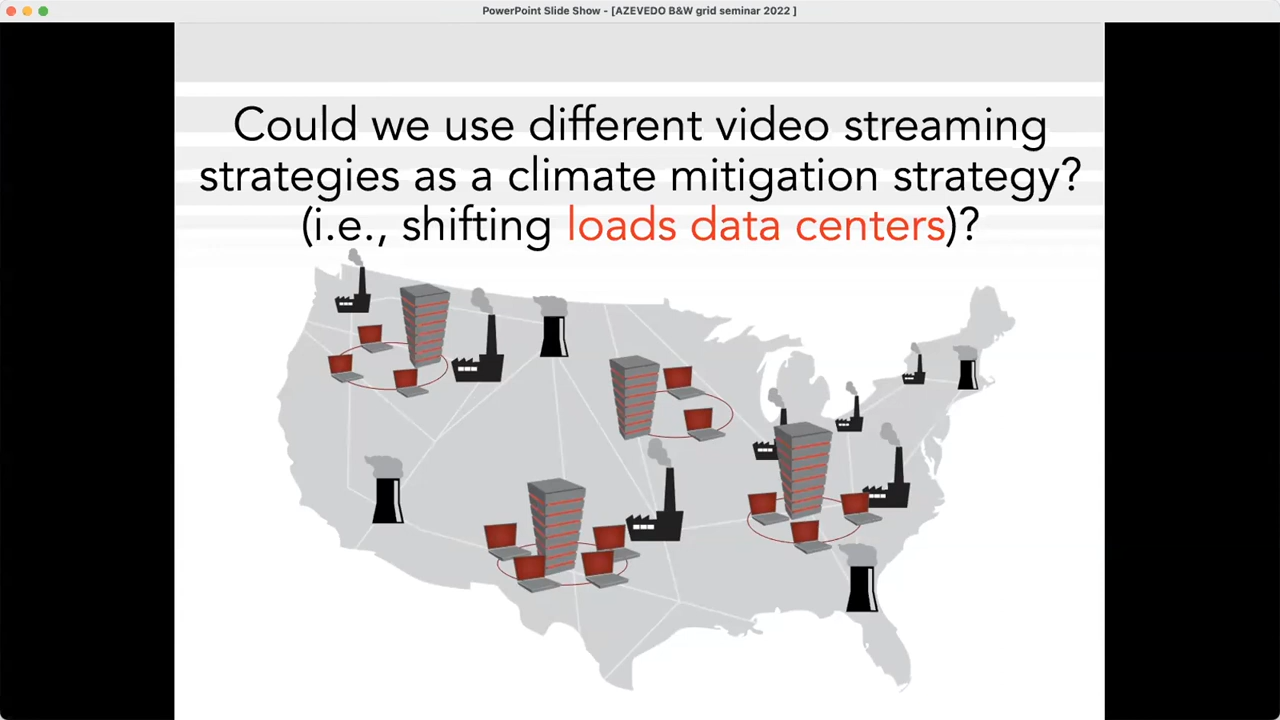 PowerPoint Slide Show - [AZEVEDO B&W grid seminar 2022 ]
Could we use different video streaming
strategies as a climate mitigation strategy?
(i.e., shifting loads data centers)?